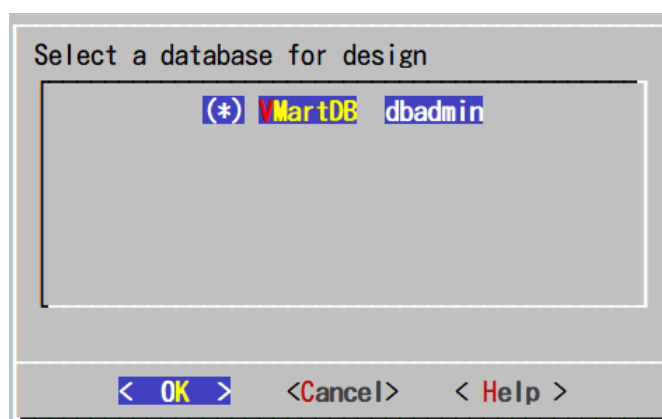 Select a database for design
(*) VMartDB dbadmin
< OK > <Cancel> < Help >